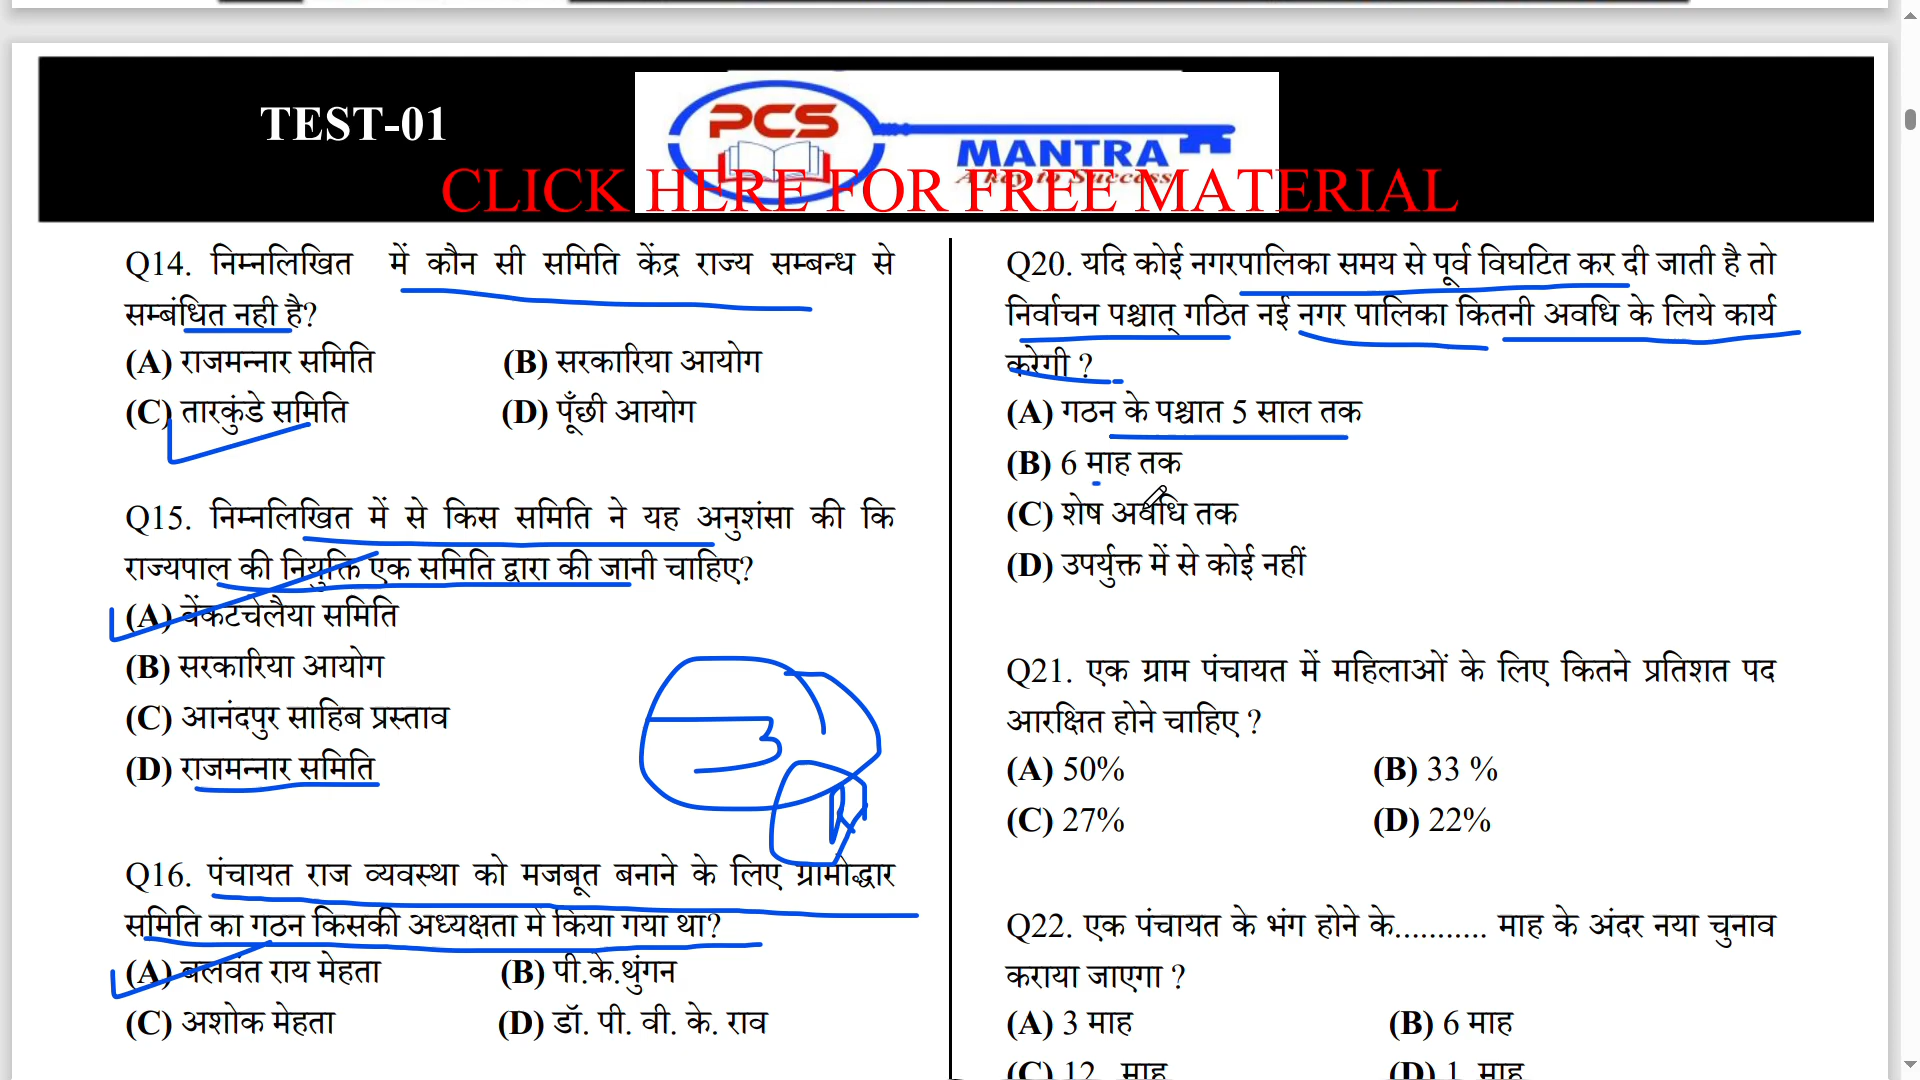 TEST-01
PCS
MANTRA
A key to Success
CLICK HERE FOR FREE MATERIAL
Q14. निम्नलिखित में कौन सी समिति केंद्र राज्य सम्बन्ध से
सम्बंधित नही है?
(A) राजमन्नार समिति (B) सरकारिया आयोग
(C) तारकुंडे समिति (D) पूँछी आयोग
Q15. निम्नलिखित में से किस समिति ने यह अनुशंसा की कि
राज्यपाल की नियुक्ति एक समिति द्वारा की जानी चाहिए?
(A) वेंकटचेलैया समिति
(B) सरकारिया आयोग
(C) आनंदपुर साहिब प्रस्ताव
(D) राजमन्नार समिति
Q16. पंचायत राज व्यवस्था को मजबूत बनाने के लिए ग्रामोद्धार
समिति का गठन किसकी अध्यक्षता मे किया गया था?
(A) बलवंत राय मेहता (B) पी.के.थुंगन
(C) अशोक मेहता (D) डॉ. पी. वी. के. राव
Q20. यदि कोई नगरपालिका समय से पूर्व विघटित कर दी जाती है तो
निर्वाचन पश्चात् गठित नई नगर पालिका कितनी अवधि के लिये कार्य
करेगी ?
(A) गठन के पश्चात 5 साल तक
(B) 6 माह तक
(C) शेष अवधि तक
(D) उपर्युक्त में से कोई नहीं
Q21. एक ग्राम पंचायत में महिलाओं के लिए कितने प्रतिशत पद
आरक्षित होने चाहिए ?
(A) 50% (B) 33 %
(C) 27% (D) 22%
Q22. एक पंचायत के भंग होने के........... माह के अंदर नया चुनाव
कराया जाएगा ?
(A) 3 माह (B) 6 माह
(C) 12 माह (D) 1 माह